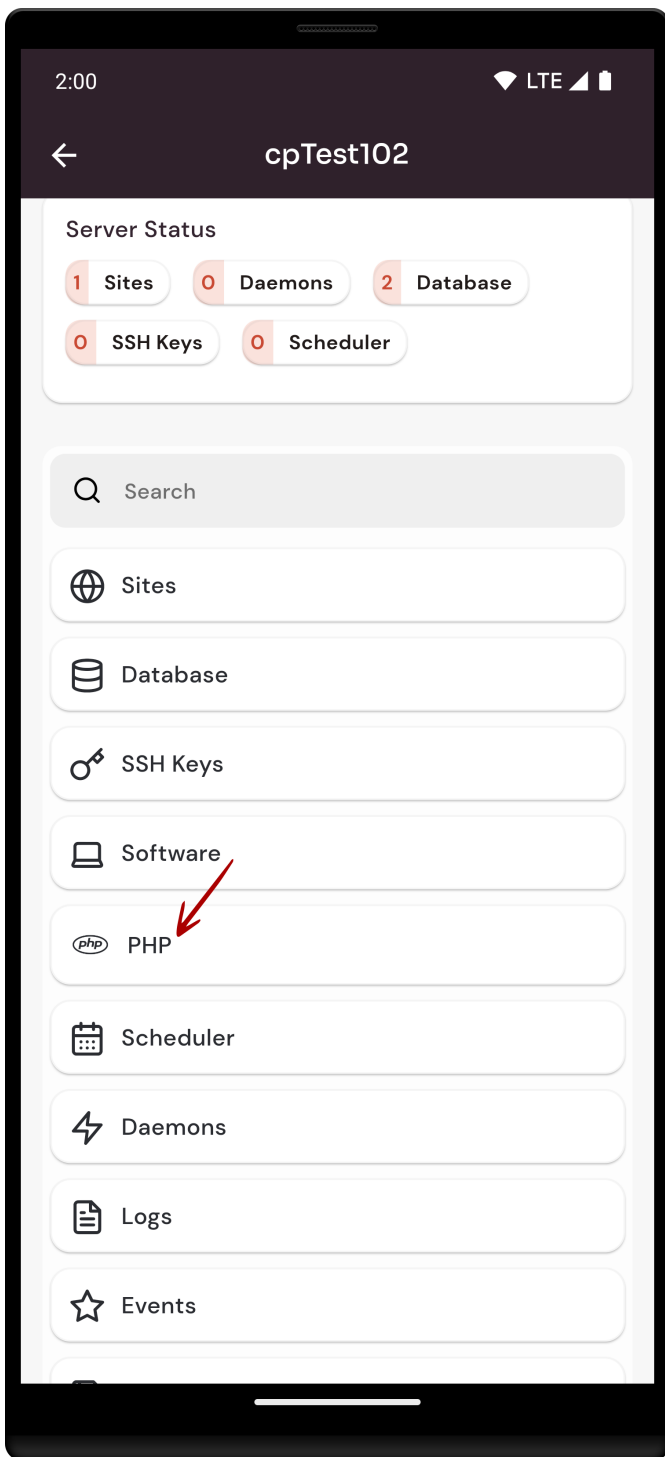 2:00 LTE
cpTest102
Server Status
1 Sites 0 Daemons 2 Database
0 SSH Keys 0 Scheduler
Search
Sites
Database
SSH Keys
Software
php PHP
Scheduler
Daemons
Logs
Events